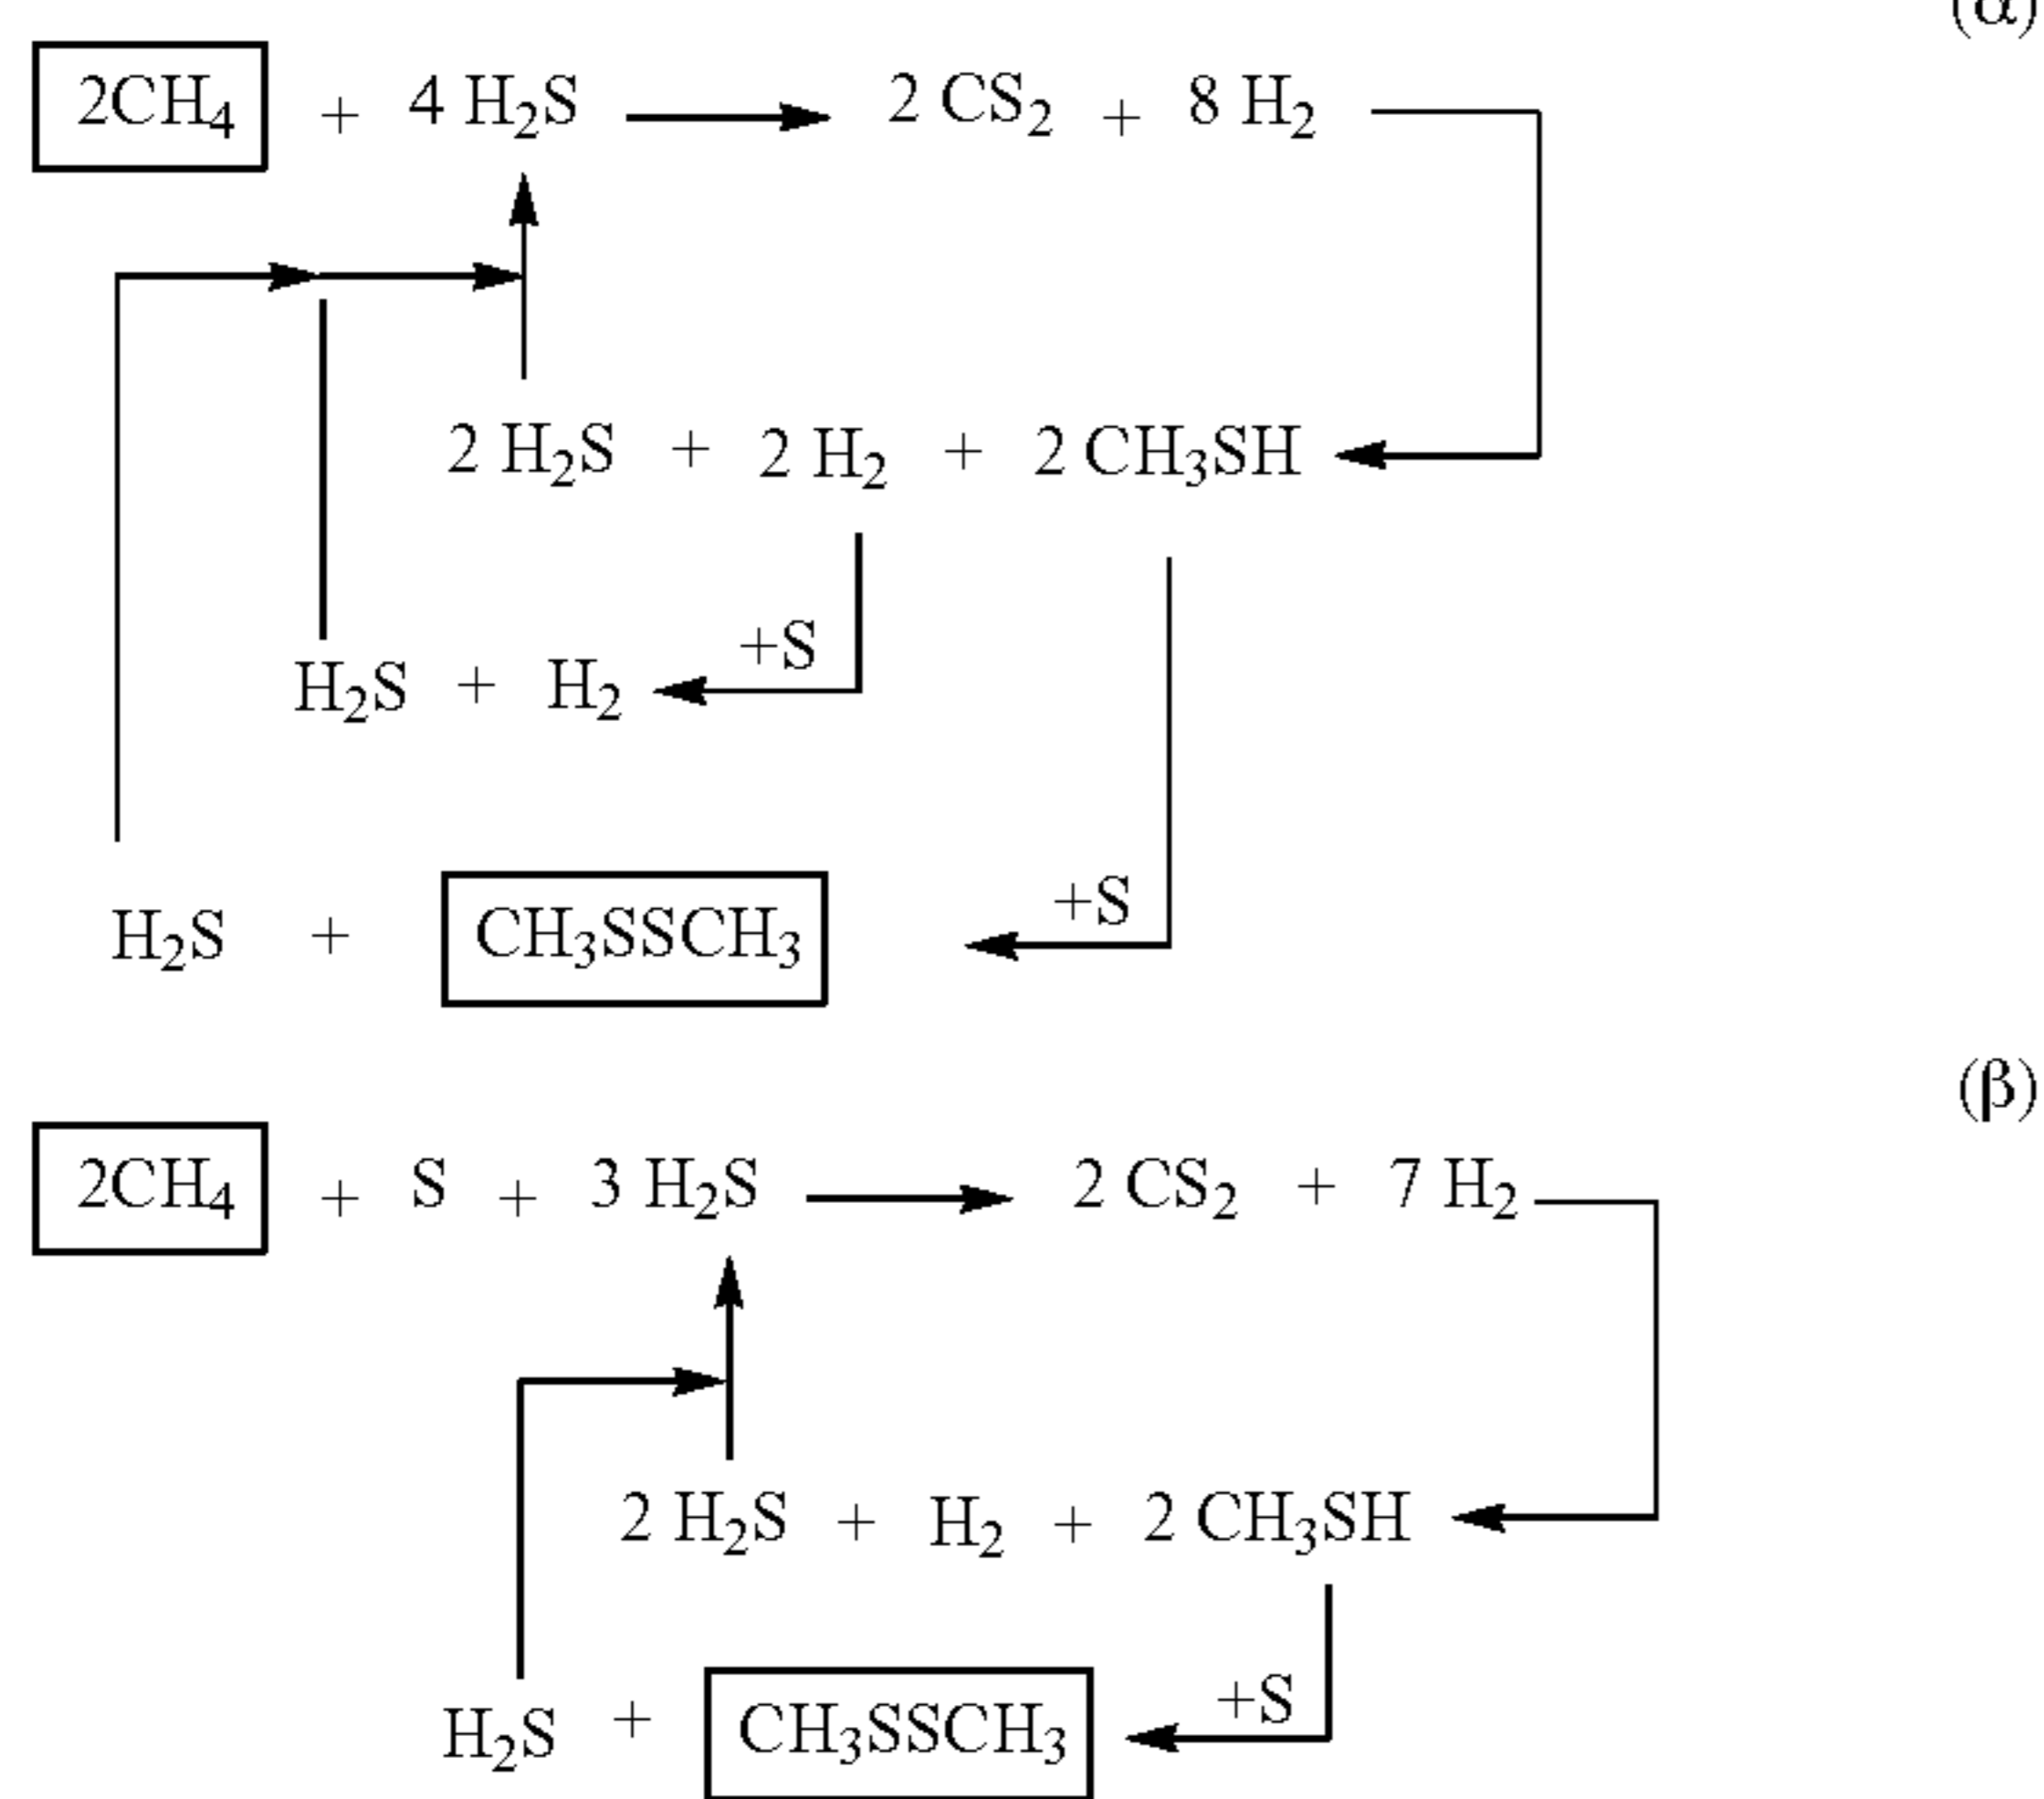 (α)
2CH₄ + 4 H₂S ⟶ 2 CS₂ + 8 H₂
2 H₂S + 2 H₂ + 2 CH₃SH
+S
H₂S + H₂
+S
H₂S + CH₃SSCH₃
(β)
2CH₄ + S + 3 H₂S ⟶ 2 CS₂ + 7 H₂
2 H₂S + H₂ + 2 CH₃SH
+S
H₂S + CH₃SSCH₃